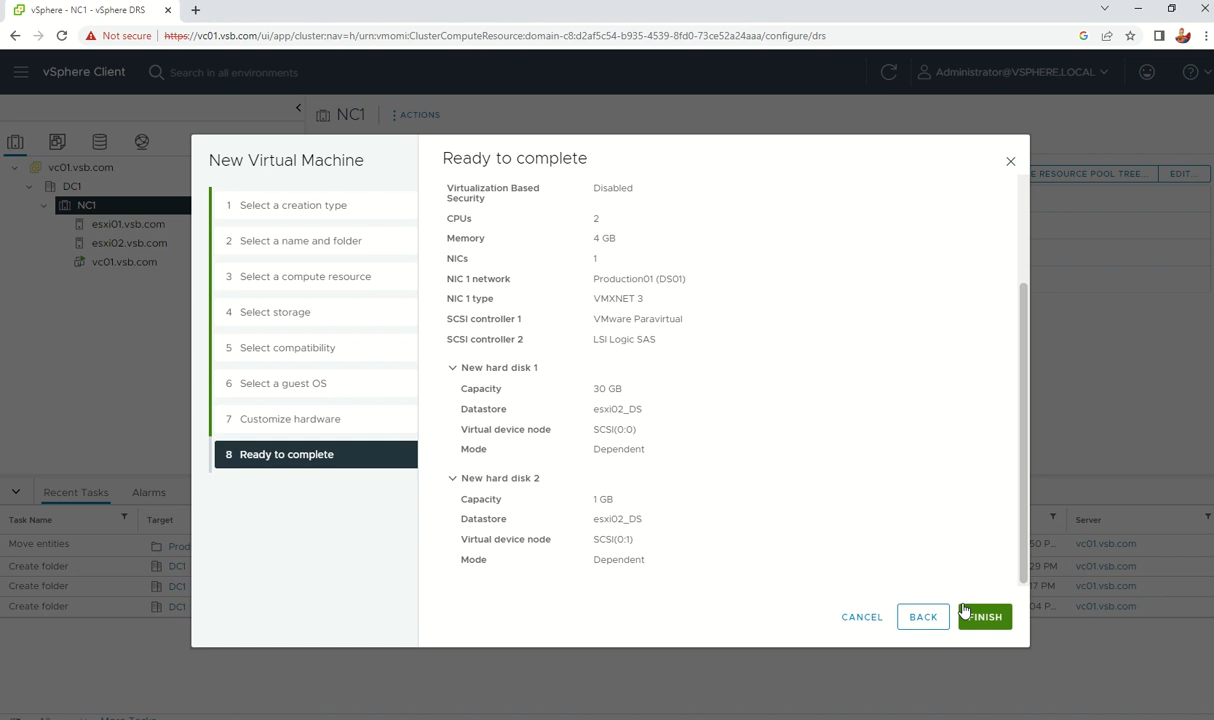 vSphere - NC1 - vSphere DRS
Not secure https://vc01.vsb.com/ui/app/cluster;nav=h/urn:vmomi:ClusterComputeResource:domain-c8:d2af5c54-b935-4539-8fd0-73ce52a24aaa/configure/drs
vSphere Client Search in all environments Administrator@VSPHERE.LOCAL
NC1 ACTIONS
vc01.vsb.com
DC1
NC1
esxi01.vsb.com
esxi02.vsb.com
vc01.vsb.com
E RESOURCE POOL TREE... EDIT...
New Virtual Machine
1 Select a creation type
2 Select a name and folder
3 Select a compute resource
4 Select storage
5 Select compatibility
6 Select a guest OS
7 Customize hardware
8 Ready to complete
Ready to complete
Virtualization Based Disabled
Security
CPUs 2
Memory 4 GB
NICs 1
NIC 1 network Production01 (DS01)
NIC 1 type VMXNET 3
SCSI controller 1 VMware Paravirtual
SCSI controller 2 LSI Logic SAS
New hard disk 1
Capacity 30 GB
Datastore esxi02_DS
Virtual device node SCSI(0:0)
Mode Dependent
New hard disk 2
Capacity 1 GB
Datastore esxi02_DS
Virtual device node SCSI(0:1)
Mode Dependent
CANCEL BACK FINISH
Recent Tasks Alarms
Task Name Target Server
Move entities Prod 50 P... vc01.vsb.com
Create folder DC1 29 PM vc01.vsb.com
Create folder DC1 17 PM vc01.vsb.com
Create folder DC1 04 P... vc01.vsb.com